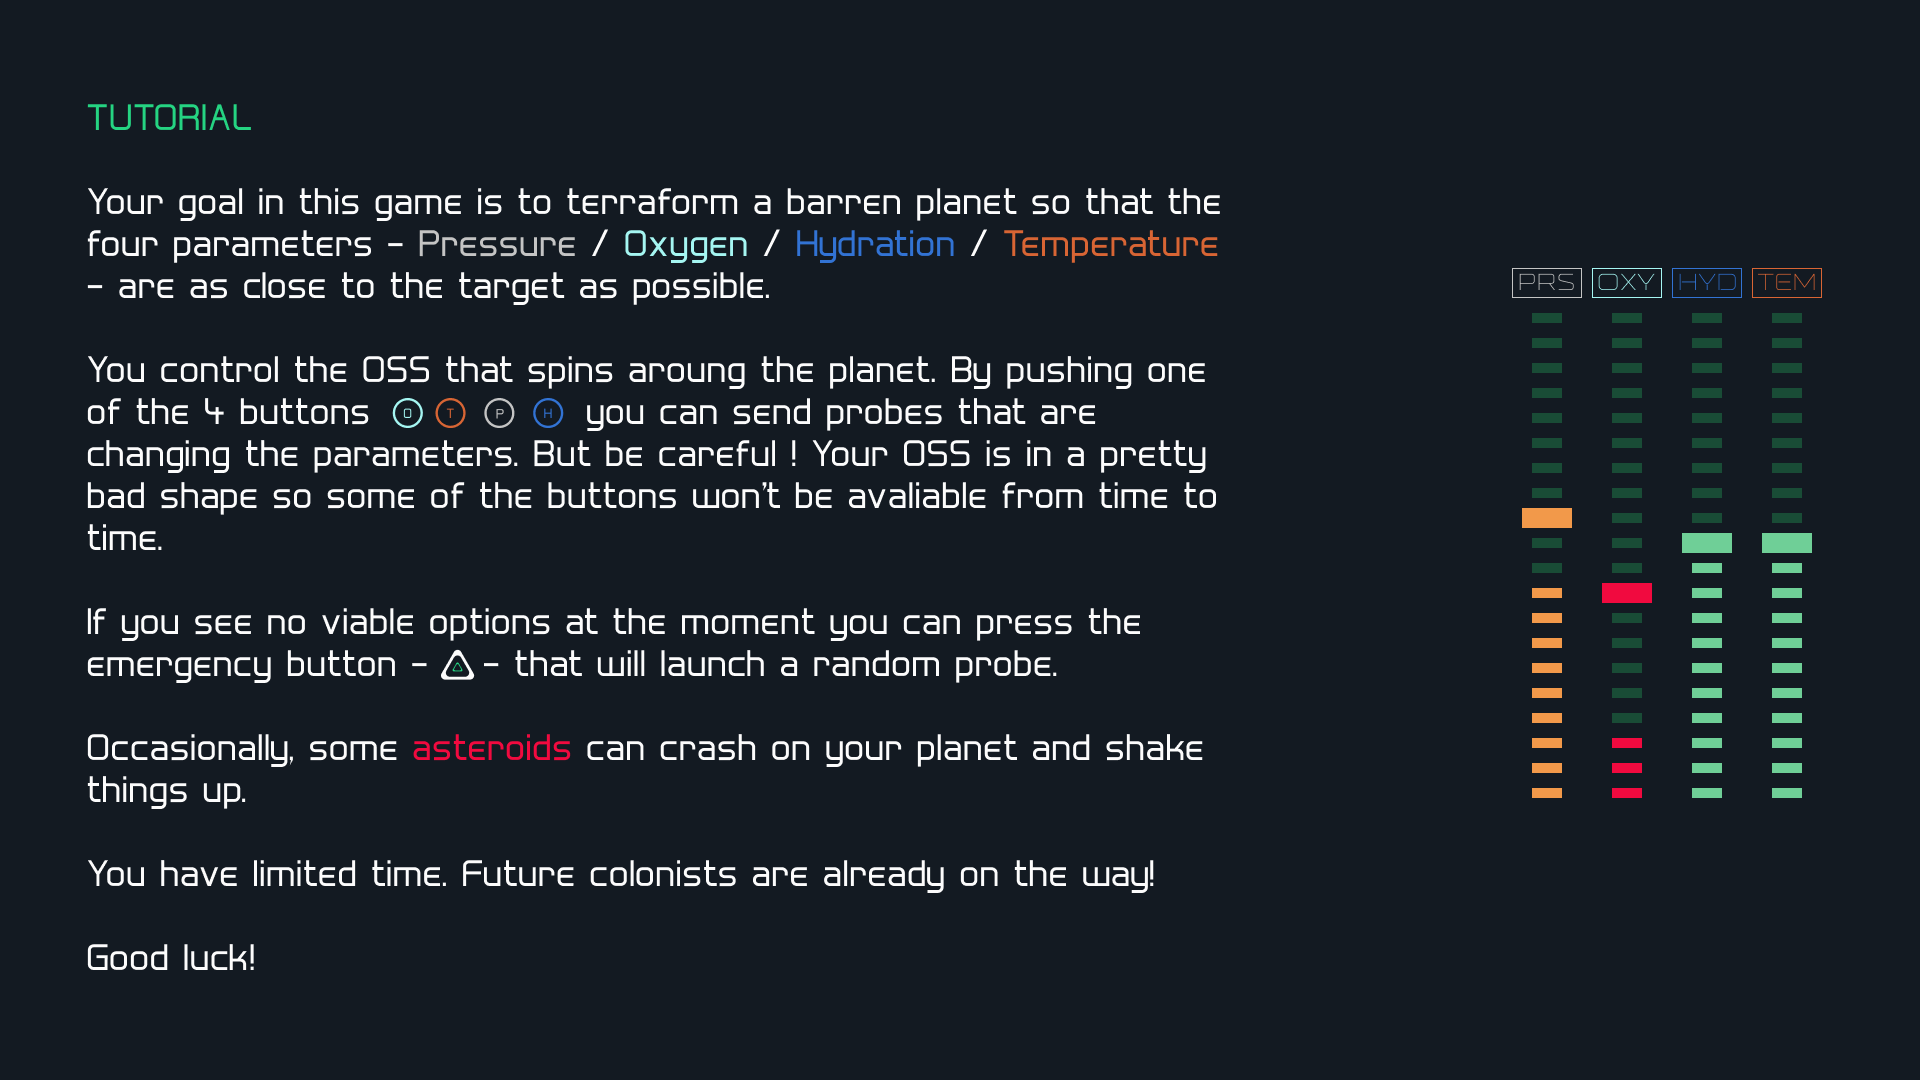 TUTORIAL
Your goal in this game is to terraform a barren planet so that the
four parameters - Pressure / Oxygen / Hydration / Temperature
- are as close to the target as possible.
You control the OSS that spins aroung the planet. By pushing one
of the 4 buttons O T P H you can send probes that are
changing the parameters. But be careful ! Your OSS is in a pretty
bad shape so some of the buttons won't be avaliable from time to
time.
If you see no viable options at the moment you can press the
emergency button - - that will launch a random probe.
Occasionally, some asteroids can crash on your planet and shake
things up.
You have limited time. Future colonists are already on the way!
Good luck!
PRS OXY HYD TEM